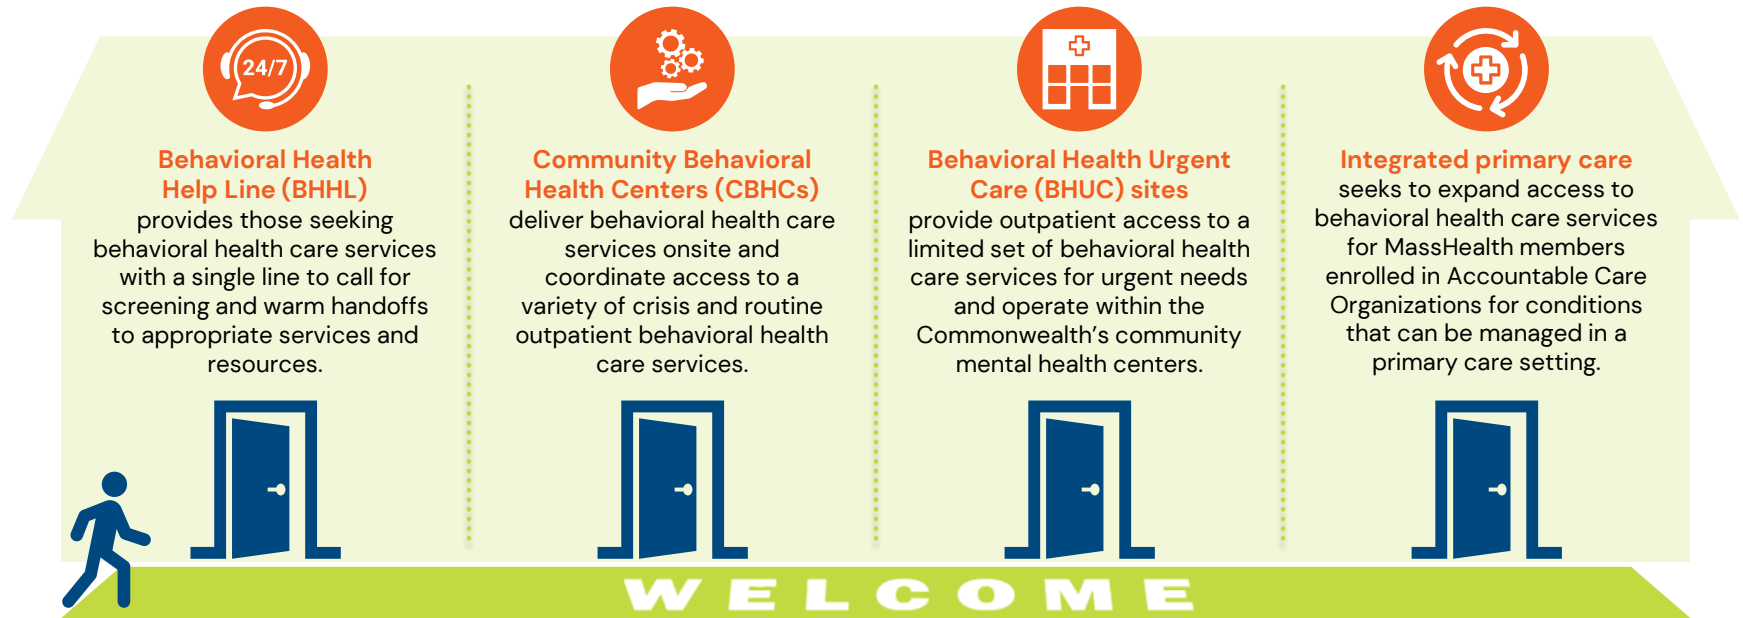 24/7
Behavioral Health
Help Line (BHHL)
provides those seeking
behavioral health care services
with a single line to call for
screening and warm handoffs
to appropriate services and
resources.
Community Behavioral
Health Centers (CBHCs)
deliver behavioral health care
services onsite and
coordinate access to a
variety of crisis and routine
outpatient behavioral health
care services.
Behavioral Health Urgent
Care (BHUC) sites
provide outpatient access to a
limited set of behavioral health
care services for urgent needs
and operate within the
Commonwealth’s community
mental health centers.
Integrated primary care
seeks to expand access to
behavioral health care services
for MassHealth members
enrolled in Accountable Care
Organizations for conditions
that can be managed in a
primary care setting.
WELCOME